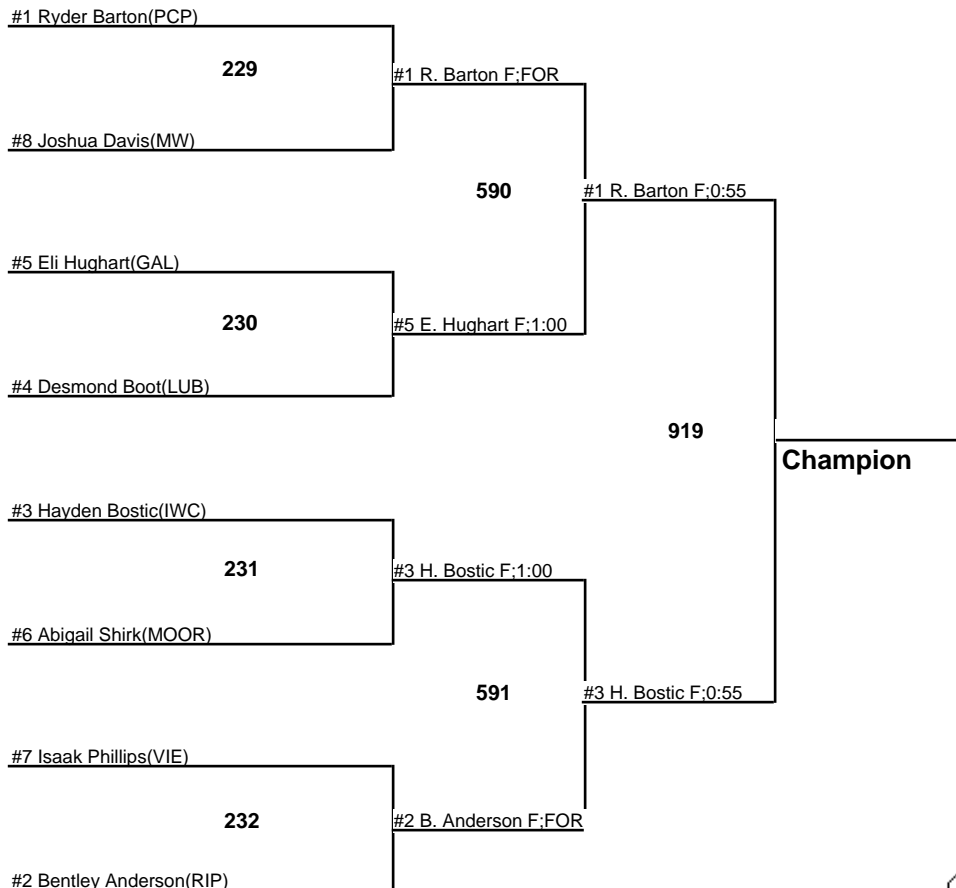 #1 Ryder Barton(PCP)
229
#1 R. Barton F;FOR
#8 Joshua Davis(MW)
590
#1 R. Barton F;0:55
#5 Eli Hughart(GAL)
230
#5 E. Hughart F;1:00
#4 Desmond Boot(LUB)
919
Champion
#3 Hayden Bostic(IWC)
231
#3 H. Bostic F;1:00
#6 Abigail Shirk(MOOR)
591
#3 H. Bostic F;0:55
#7 Isaak Phillips(VIE)
232
#2 B. Anderson F;FOR
#2 Bentley Anderson(RIP)